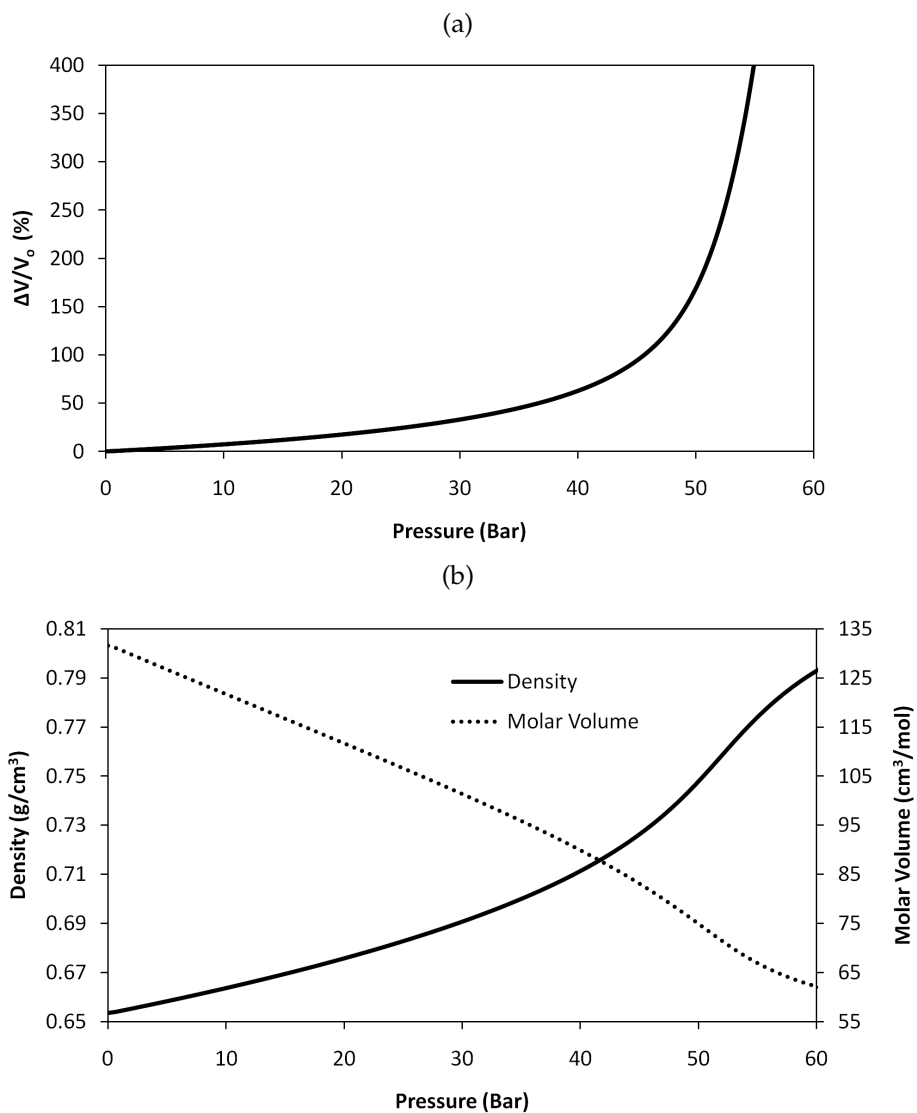 (a)
400
350
300
250
200
150
100
50
0
ΔV/Vₒ (%)
0 10 20 30 40 50 60
Pressure (Bar)
(b)
0.81
0.79
0.77
0.75
0.73
0.71
0.69
0.67
0.65
Density (g/cm³)
Density
Molar Volume
135
125
115
105
95
85
75
65
55
Molar Volume (cm³/mol)
0 10 20 30 40 50 60
Pressure (Bar)